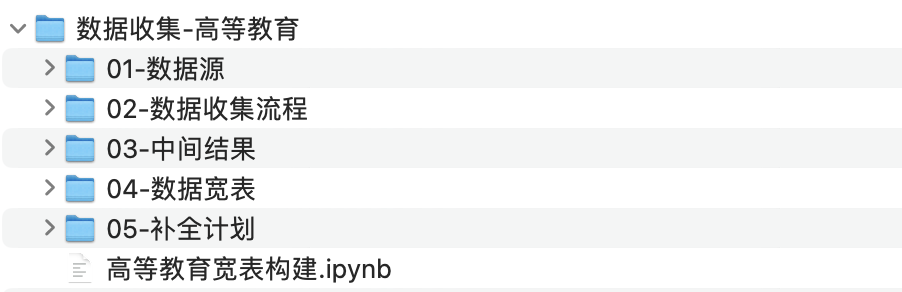 数据收集-高等教育
01-数据源
02-数据收集流程
03-中间结果
04-数据宽表
05-补全计划
高等教育宽表构建.ipynb